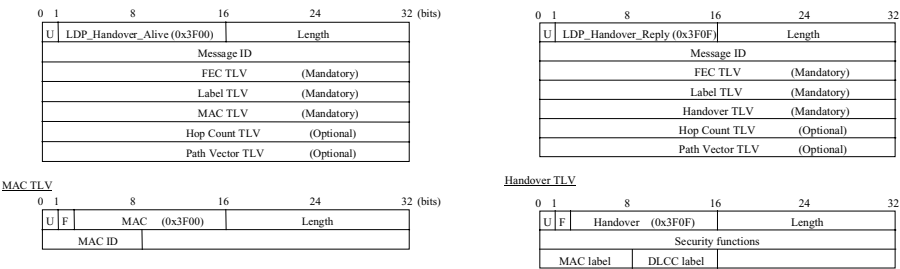 0 1 8 16 24 32 (bits)
U LDP_Handover_Alive (0x3F00) Length
Message ID
FEC TLV (Mandatory)
Label TLV (Mandatory)
MAC TLV (Mandatory)
Hop Count TLV (Optional)
Path Vector TLV (Optional)
MAC TLV
0 1 8 16 24 32 (bits)
U F MAC (0x3F00) Length
MAC ID
0 1 8 16 24 32
U LDP_Handover_Reply (0x3F0F) Length
Message ID
FEC TLV (Mandatory)
Label TLV (Mandatory)
Handover TLV (Mandatory)
Hop Count TLV (Optional)
Path Vector TLV (Optional)
Handover TLV
0 1 8 16 24 32
U F Handover (0x3F0F) Length
Security functions
MAC label DLCC label